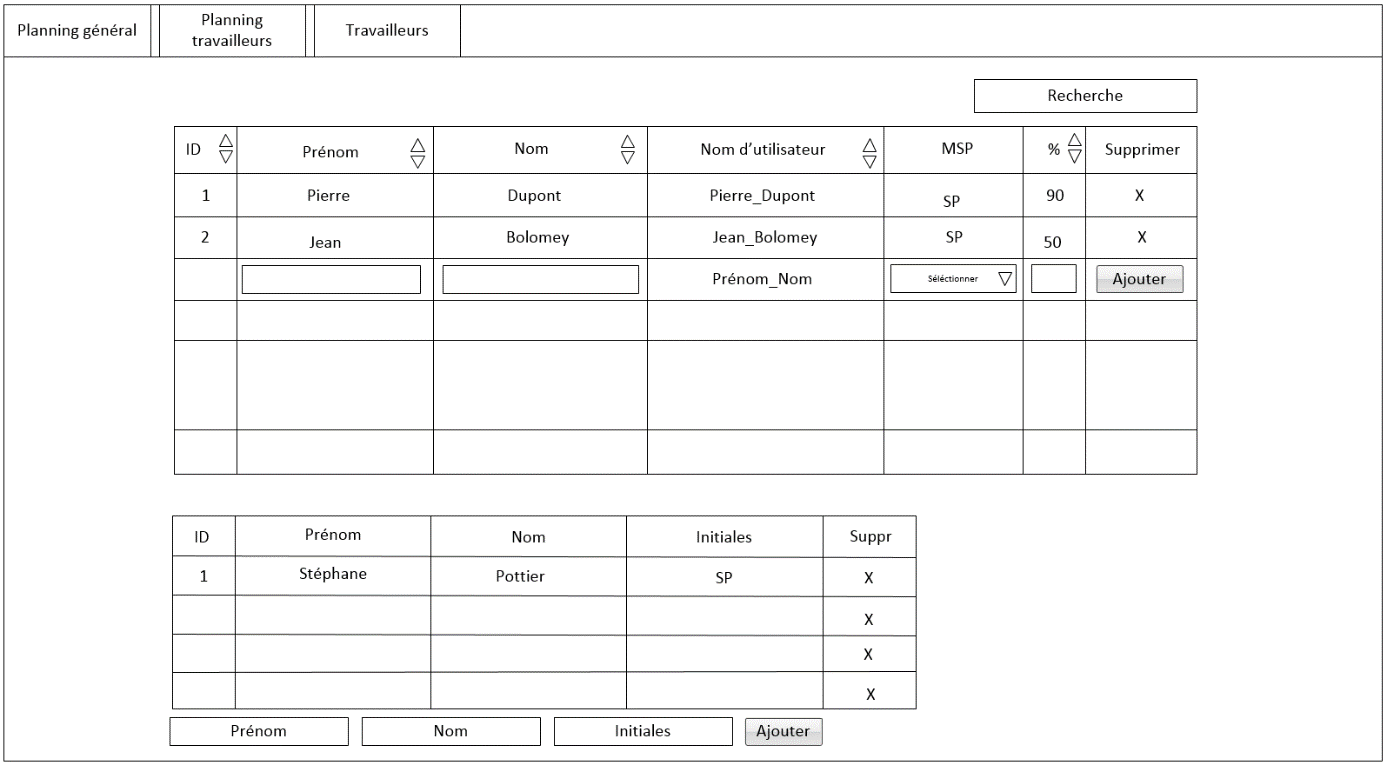 Planning général
Planning
travailleurs
Travailleurs
Recherche
ID Prénom Nom Nom d'utilisateur MSP % Supprimer
1 Pierre Dupont Pierre_Dupont SP 90 X
2 Jean Bolomey Jean_Bolomey SP 50 X
Prénom_Nom Séléctionner Ajouter
ID Prénom Nom Initiales Suppr
1 Stéphane Pottier SP X
X
X
X
Prénom Nom Initiales Ajouter